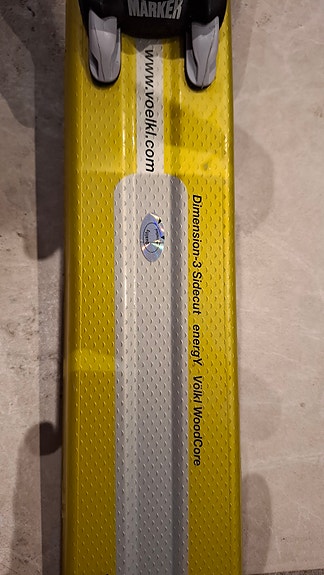 MARKER
www.voelkl.com
Dimension-3 Sidecut energY, Völkl WoodCore